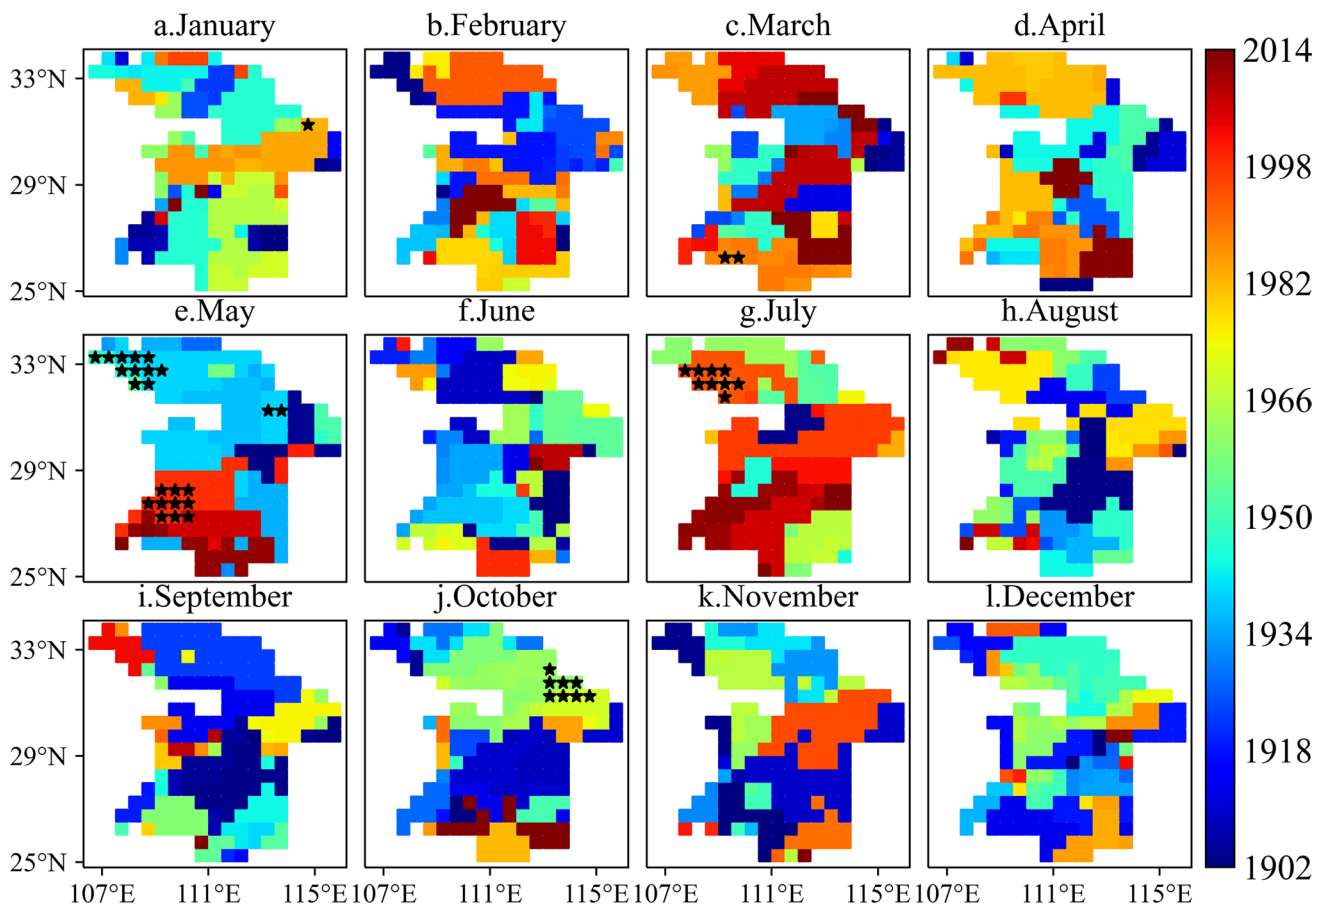 a.January
b.February
c.March
d.April
2014
33°N
1998
29°N
1982
25°N
e.May
f.June
g.July
h.August
33°N
1966
29°N
1950
25°N
i.September
j.October
k.November
l.December
33°N
1934
29°N
1918
25°N
1902
107°E 111°E 115°E 107°E 111°E 115°E 107°E 111°E 115°E 107°E 111°E 115°E